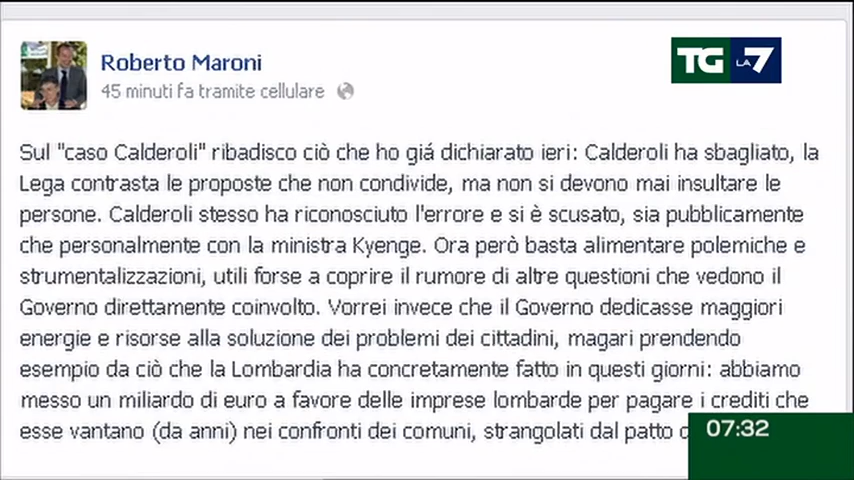 Roberto Maroni
45 minuti fa tramite cellulare
TG LA 7
Sul "caso Calderoli" ribadisco ciò che ho giá dichiarato ieri: Calderoli ha sbagliato, la
Lega contrasta le proposte che non condivide, ma non si devono mai insultare le
persone. Calderoli stesso ha riconosciuto l'errore e si è scusato, sia pubblicamente
che personalmente con la ministra Kyenge. Ora però basta alimentare polemiche e
strumentalizzazioni, utili forse a coprire il rumore di altre questioni che vedono il
Governo direttamente coinvolto. Vorrei invece che il Governo dedicasse maggiori
energie e risorse alla soluzione dei problemi dei cittadini, magari prendendo
esempio da ciò che la Lombardia ha concretamente fatto in questi giorni: abbiamo
messo un miliardo di euro a favore delle imprese lombarde per pagare i crediti che
esse vantano (da anni) nei confronti dei comuni, strangolati dal patto
07:32